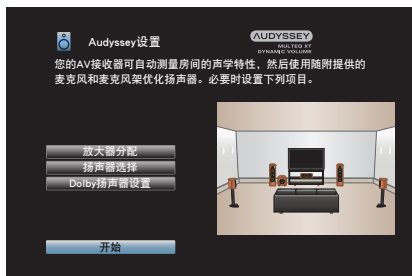 Audyssey设置
AUDYSSEY
MULTEQ XT
DYNAMIC VOLUME
您的AV接收器可自动测量房间的声学特性，然后使用随附提供的
麦克风和麦克风架优化扬声器。必要时设置下列项目。
放大器分配
扬声器选择
Dolby扬声器设置
开始